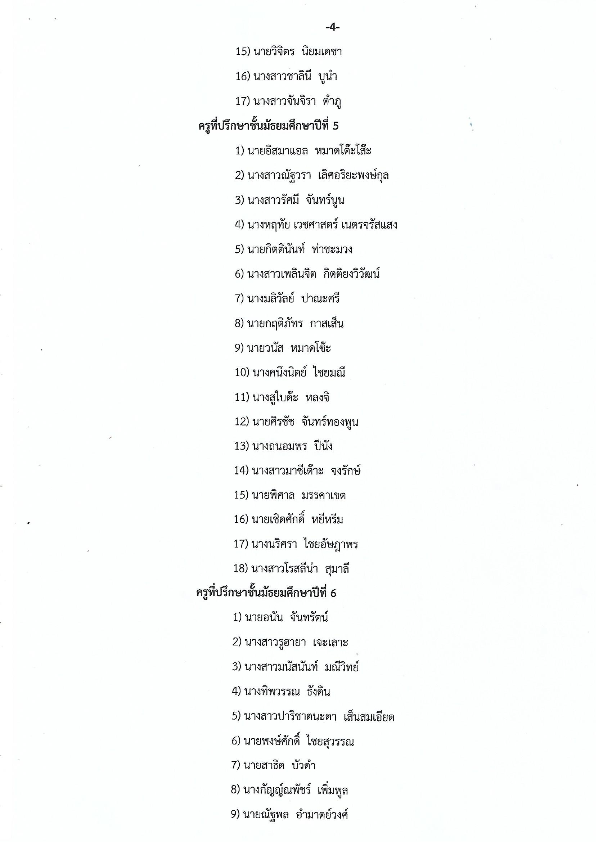 -4-
15) นายวิจิตร นิยมเดชา
16) นางสาวชาลินี บูนำ
17) นางสาวจันจิรา ดำภู
ครูที่ปรึกษาชั้นมัธยมศึกษาปีที่ 5
1) นายอิสมาแอล หมาดโต๊ะโส๊ะ
2) นางสาวณัฐวรา เลิศอริยะพงษ์กุล
3) นางสาวรัศมี จันทร์นูน
4) นางหฤทัย เวชศาสตร์ เนตรจรัสแสง
5) นายกิตตินันท์ ท่าชะมวง
6) นางสาวเพลินจิต กิตติยงวิวัฒน์
7) นางมลิวัลย์ ปาณะศรี
8) นายกฤติภัทร กาสเส็น
9) นายวนัส หมาดโซ๊ะ
10) นางคนึงนิตย์ ไชยมณี
11) นางสูใบด๊ะ หลงจิ
12) นายศิรชัช จันทร์ทองพูน
13) นางถนอมพร ปีนัง
14) นางสาวมาซีเต๊าะ จงรักษ์
15) นายพิศาล มรรคาเขต
16) นายเชิดศักดิ์ หยีหรีม
17) นางนริศรา ไชยอัษฎาพร
18) นางสาวโรสลีน่า สุมาลี
ครูที่ปรึกษาชั้นมัธยมศึกษาปีที่ 6
1) นายอนัน จันทรัตน์
2) นางสาวรูฮายา เจะเลาะ
3) นางสาวมนัสนันท์ มณีวิทย์
4) นางทิพวรรณ ธังดิน
5) นางสาวปาริชาตนะตา เส็นสมเอียด
6) นายพงษ์ศักดิ์ ไชยสุวรรณ
7) นายสาธิต บัวดำ
8) นางกัญญ์ณพัชร์ เพิ่มพูล
9) นายณัฐพล อำมาตย์วงศ์